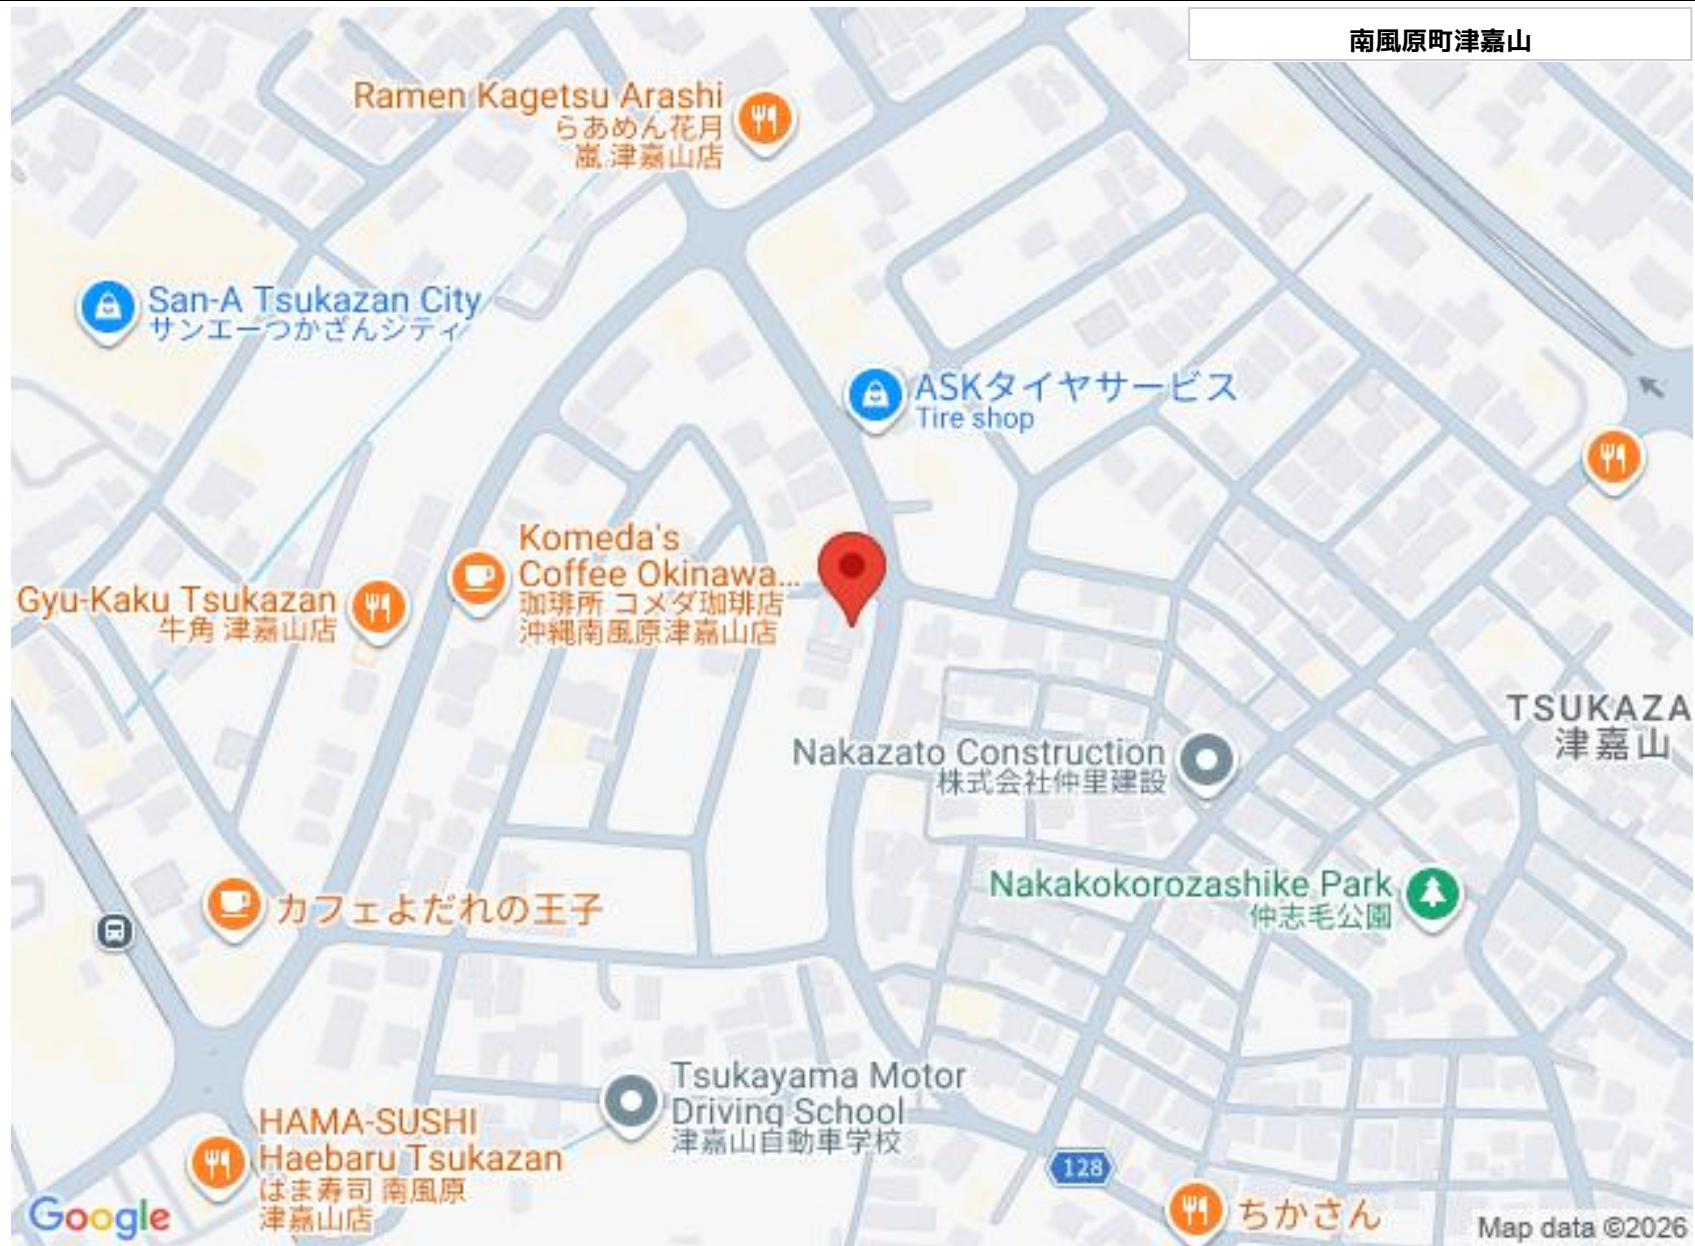 南風原町津嘉山
Ramen Kagetsu Arashi
らあめん花月
嵐 津嘉山店
San-A Tsukazan City
サンエーつかざんシティ
ASKタイヤサービス
Tire shop
Komeda's
Coffee Okinawa...
珈琲所 コメダ珈琲店
沖縄南風原津嘉山店
Gyu-Kaku Tsukazan
牛角 津嘉山店
TSUKAZA
津嘉山
Nakazato Construction
株式会社仲里建設
Nakakokorozashike Park
仲志毛公園
カフェよだれの王子
Tsukayama Motor
Driving School
津嘉山自動車学校
HAMA-SUSHI
Haebaru Tsukazan
はま寿司 南風原
津嘉山店
128
ちかさん
Google
Map data ©2026